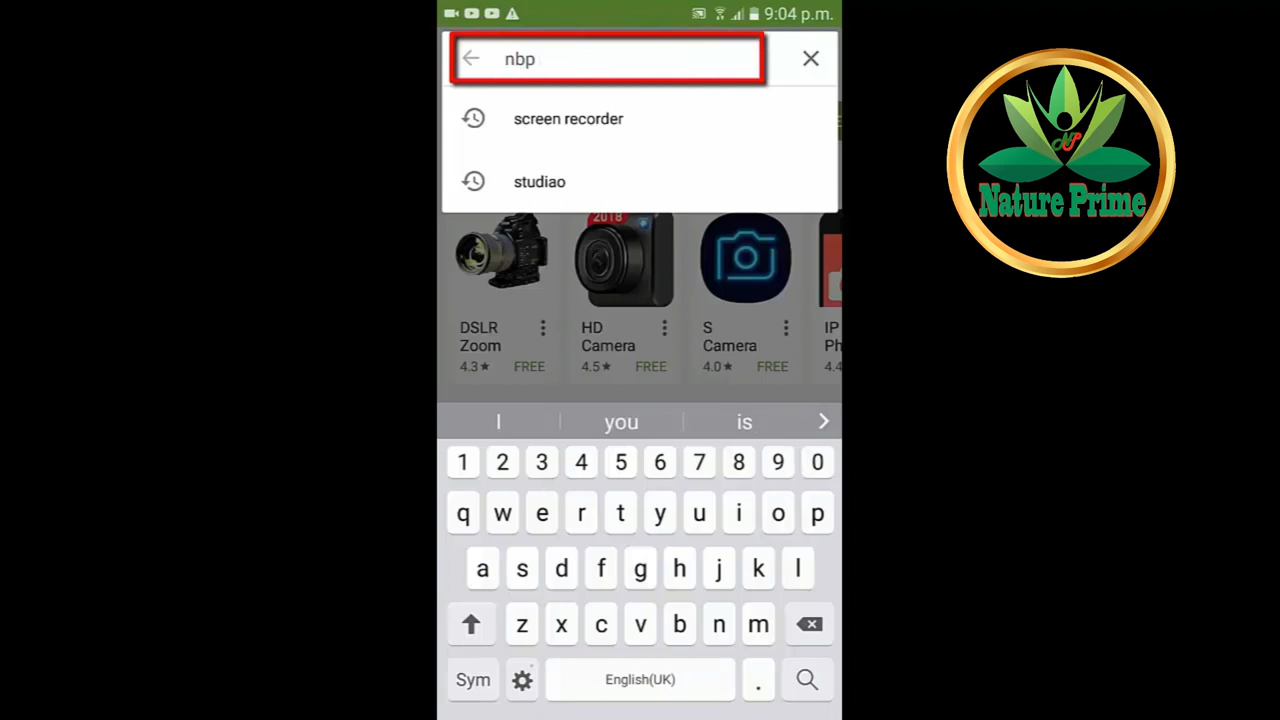 9:04 p.m.
nbp
screen recorder
studiao
2018
DSLR Zoom
HD Camera
S Camera
IP
4.3★ FREE
4.5★ FREE
4.0★ FREE
4.4
I you is
1 2 3 4 5 6 7 8 9 0
q w e r t y u i o p
a s d f g h j k l
z x c v b n m
Sym English(UK) .
NP
Nature Prime